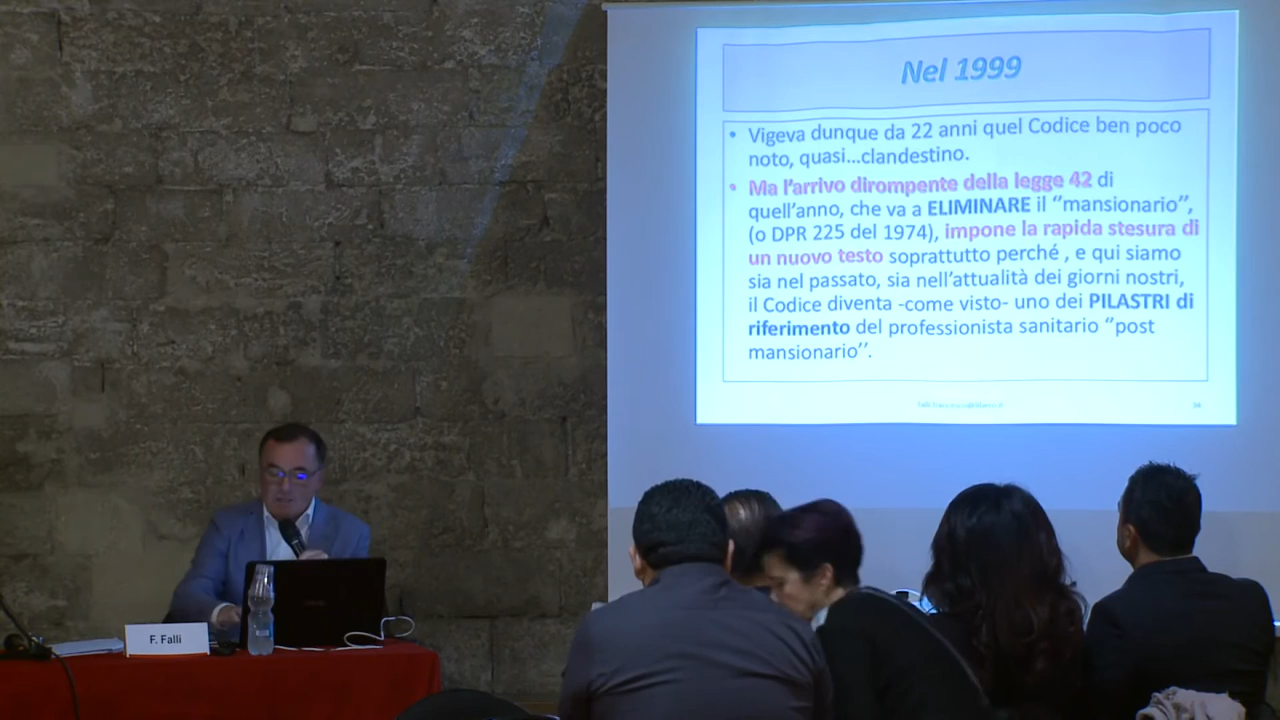 Nel 1999
• Vigeva dunque da 22 anni quel Codice ben poco
noto, quasi...clandestino.
• Ma l'arrivo dirompente della legge 42 di
quell'anno, che va a ELIMINARE il ‘’mansionario’’,
(o DPR 225 del 1974), impone la rapida stesura di
un nuovo testo soprattutto perché , e qui siamo
sia nel passato, sia nell'attualità dei giorni nostri,
il Codice diventa -come visto- uno dei PILASTRI di
riferimento del professionista sanitario ‘’post
mansionario’’.
F. Falli